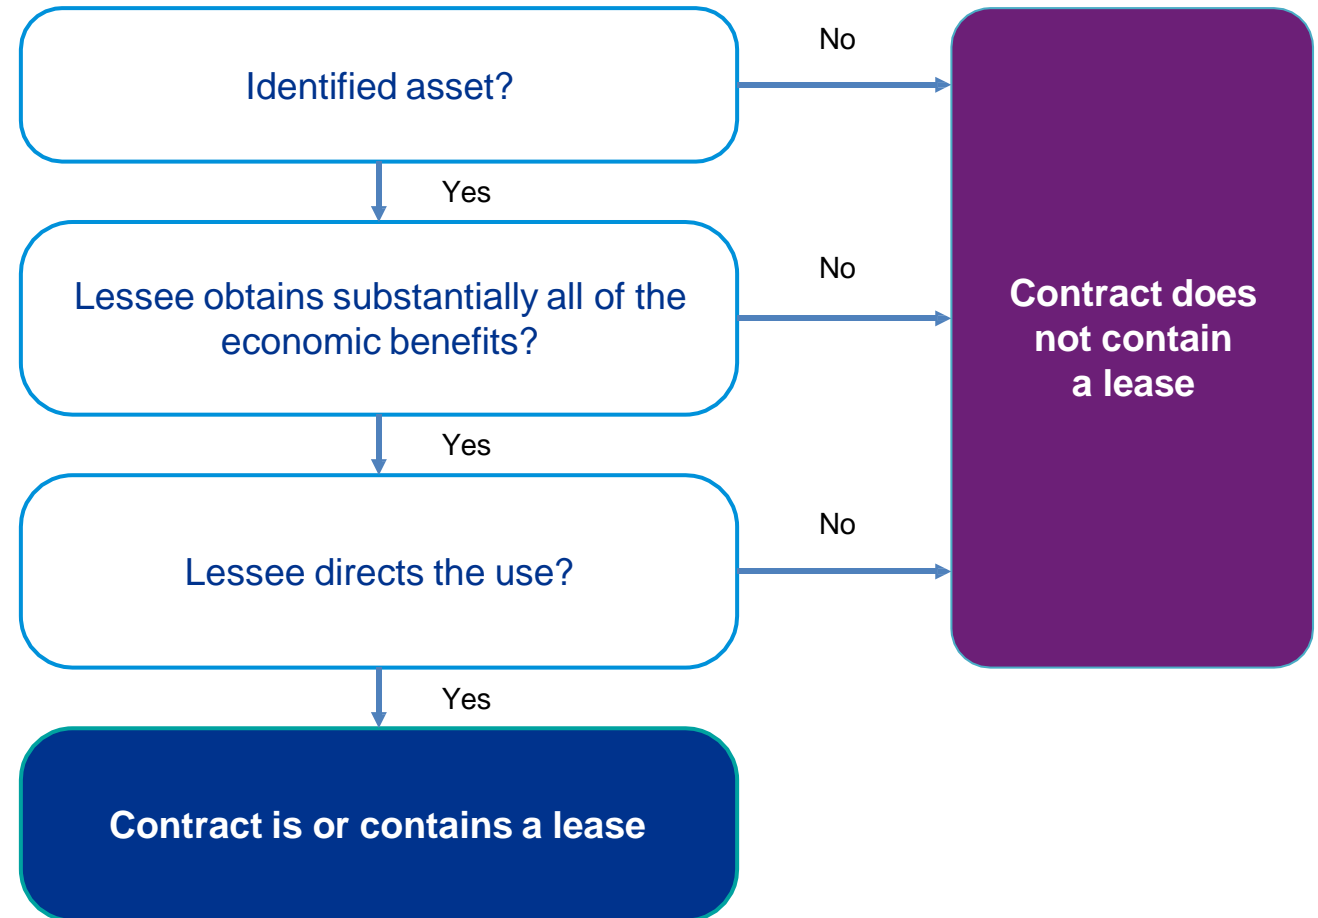 Identified asset?
No
Yes
Lessee obtains substantially all of the
economic benefits?
No
Contract does
not contain
a lease
Yes
Lessee directs the use?
No
Yes
Contract is or contains a lease